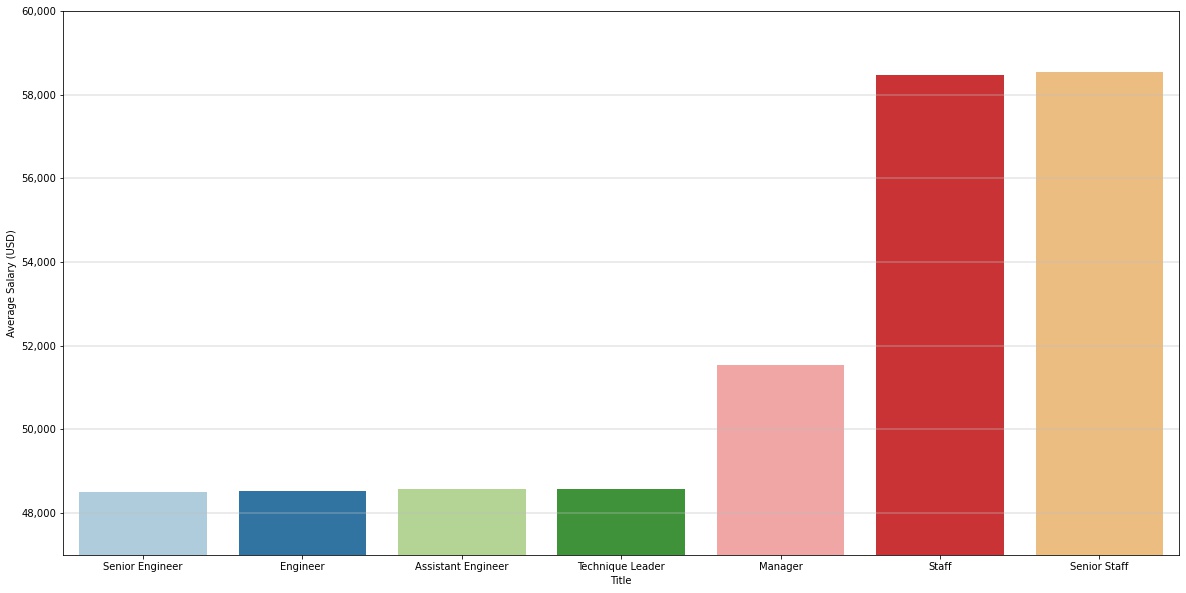 60,000
58,000
56,000
54,000
52,000
50,000
48,000
Average Salary (USD)
Senior Engineer Engineer Assistant Engineer Technique Leader Manager Staff Senior Staff
Title